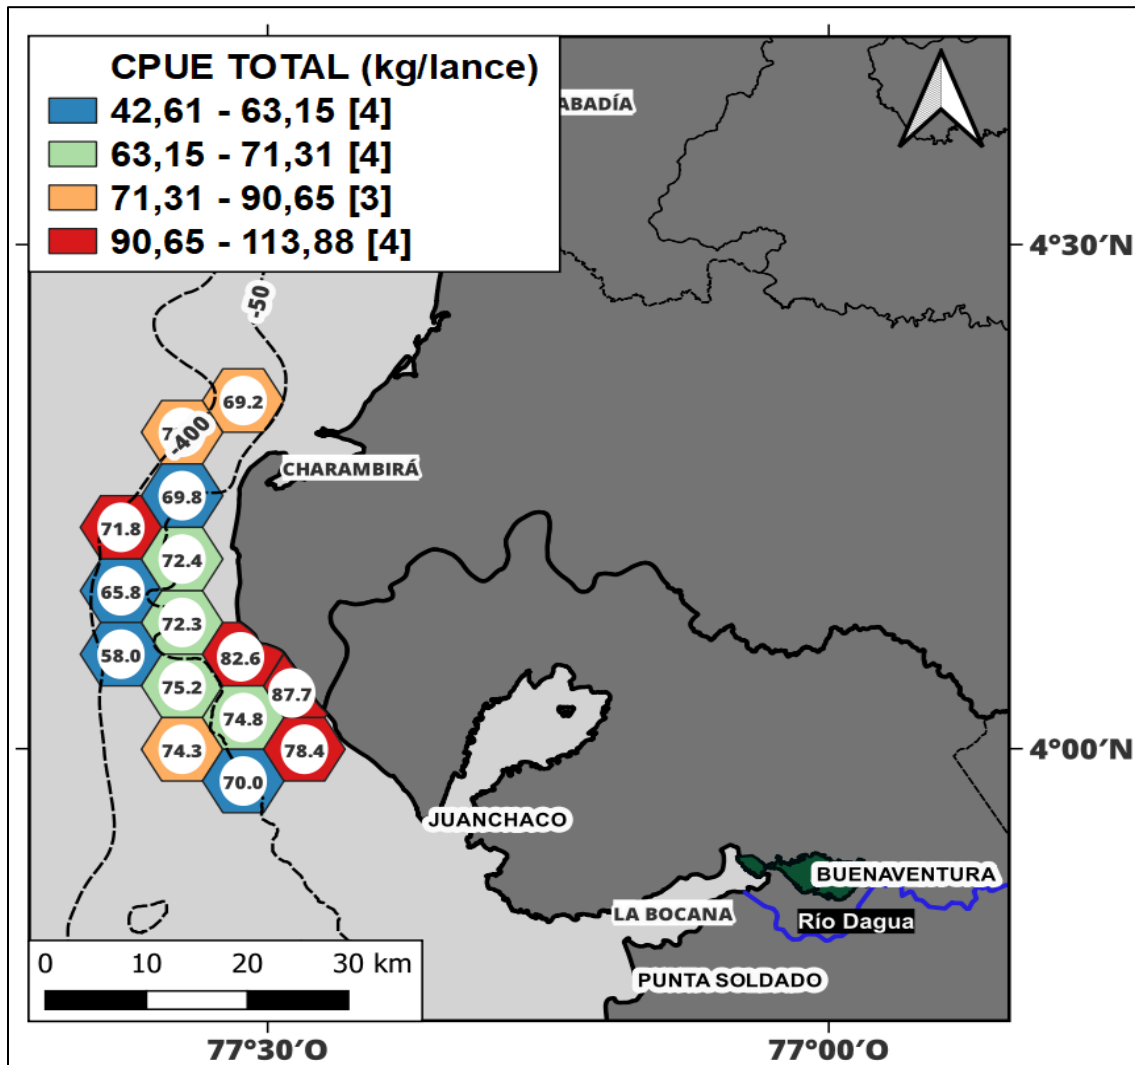 CPUE TOTAL (kg/lance)
42,61 - 63,15 [4]
63,15 - 71,31 [4]
71,31 - 90,65 [3]
90,65 - 113,88 [4]
ABADÍA
4°30'N
-50
69.2
-400
CHARAMBIRÁ
69.8
71.8
72.4
65.8
72.3
58.0
82.6
75.2
87.7
74.8
74.3
78.4
4°00'N
70.0
JUANCHACO
BUENAVENTURA
LA BOCANA
Río Dagua
0 10 20 30 km
PUNTA SOLDADO
77°30'O
77°00'O